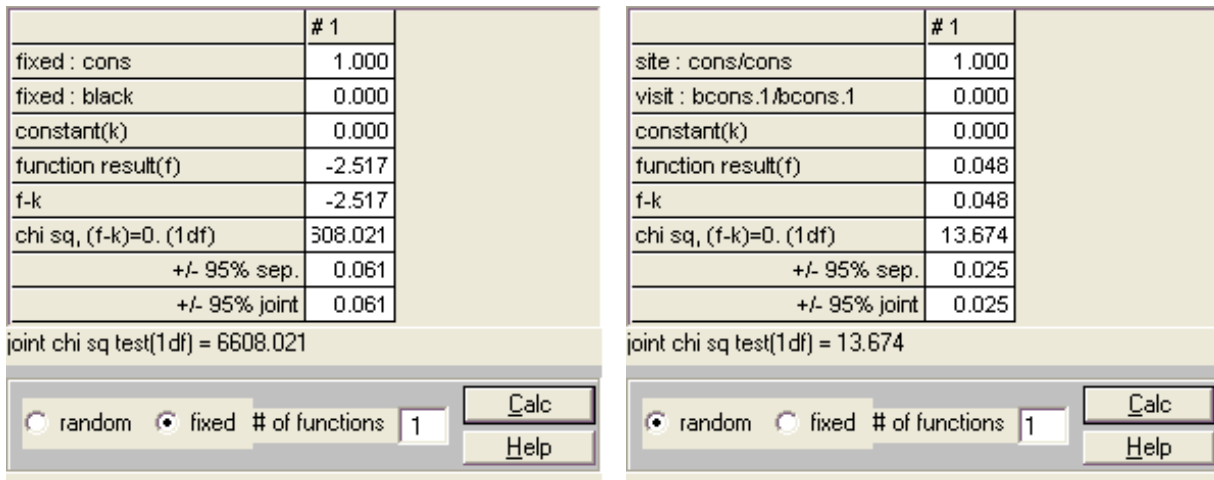 # 1
fixed : cons 1.000
fixed : black 0.000
constant(k) 0.000
function result(f) -2.517
f-k -2.517
chi sq, (f-k)=0. (1df) 608.021
+/- 95% sep. 0.061
+/- 95% joint 0.061
joint chi sq test(1df) = 6608.021
random fixed # of functions 1
Calc
Help
# 1
site : cons/cons 1.000
visit : bcons.1/bcons.1 0.000
constant(k) 0.000
function result(f) 0.048
f-k 0.048
chi sq, (f-k)=0. (1df) 13.674
+/- 95% sep. 0.025
+/- 95% joint 0.025
joint chi sq test(1df) = 13.674
random fixed # of functions 1
Calc
Help